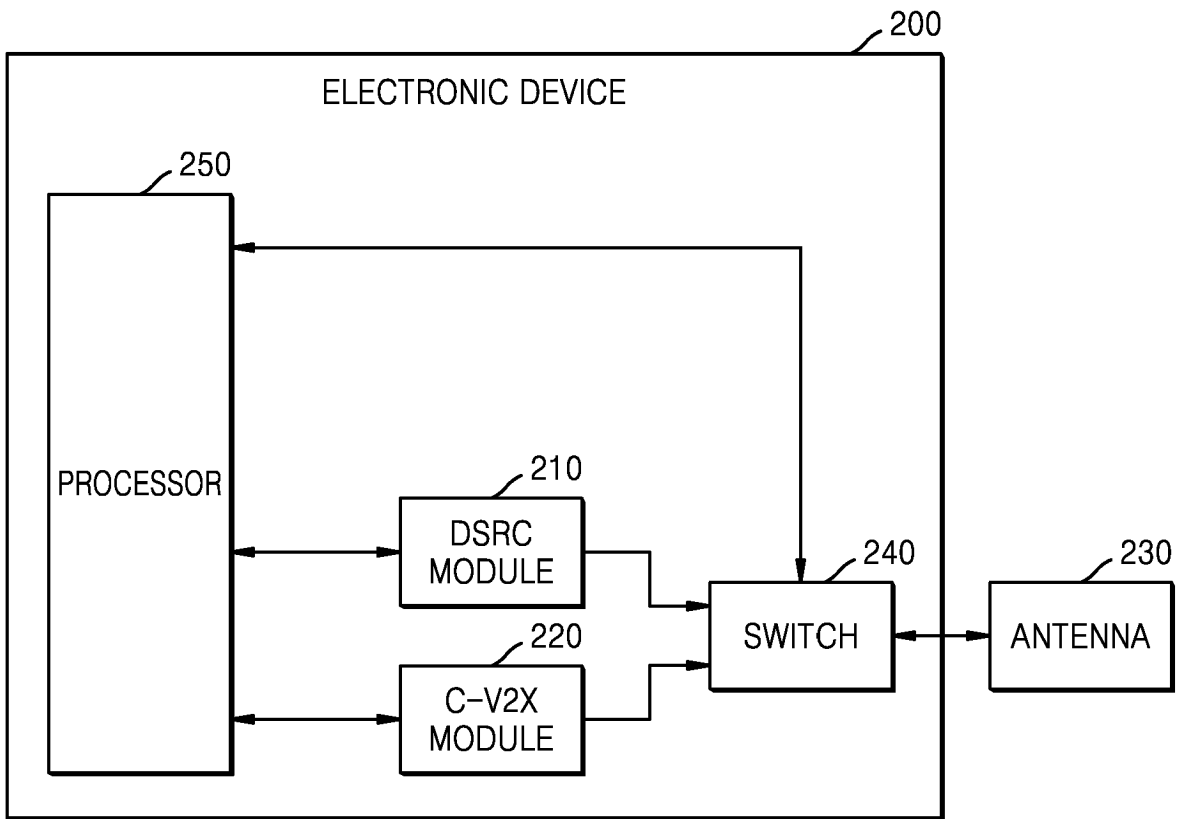 200
ELECTRONIC DEVICE
250
PROCESSOR
210
DSRC
MODULE
240
SWITCH
230
ANTENNA
220
C-V2X
MODULE